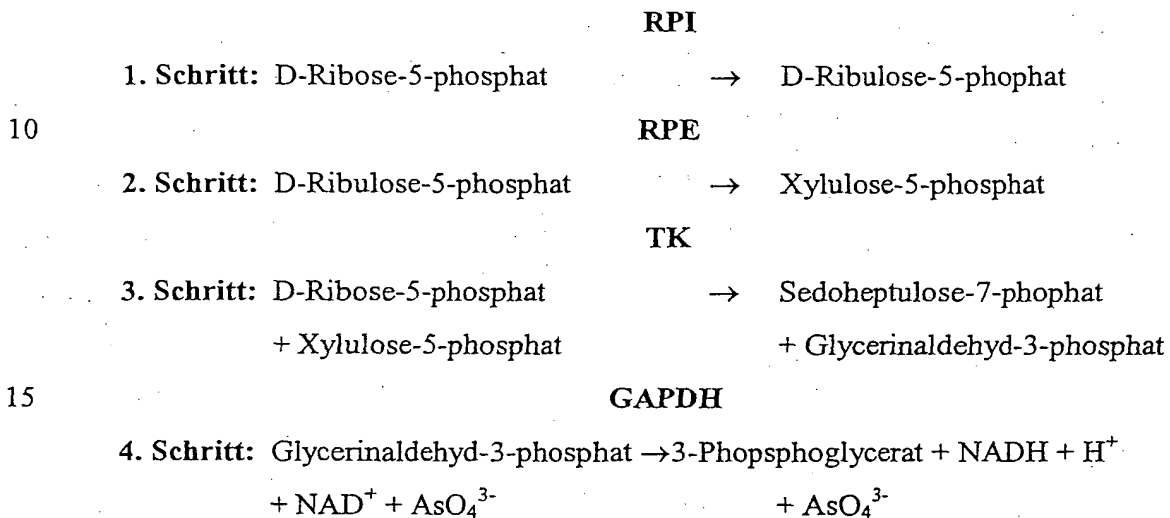 RPI
1. Schritt: D-Ribose-5-phosphat → D-Ribulose-5-phophat
10 RPE
2. Schritt: D-Ribulose-5-phosphat → Xylulose-5-phosphat
TK
3. Schritt: D-Ribose-5-phosphat → Sedoheptulose-7-phophat
+ Xylulose-5-phosphat + Glycerinaldehyd-3-phosphat
15 GAPDH
4. Schritt: Glycerinaldehyd-3-phosphat →3-Phopsphoglycerat + NADH + H⁺
+ NAD⁺ + AsO₄³⁻ + AsO₄³⁻